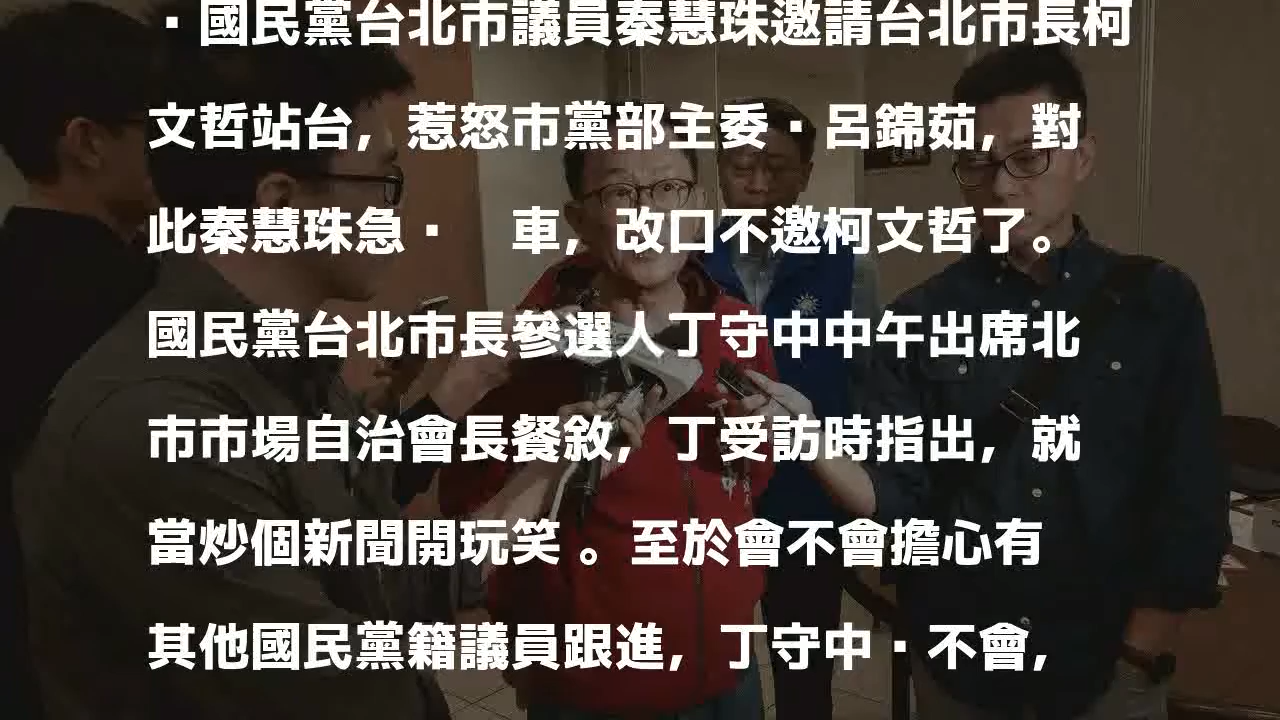 ▪國民黨台北市議員秦慧珠邀請台北市長柯
文哲站台，惹怒市黨部主委▪呂錦茹，對
此秦慧珠急▪　車，改口不邀柯文哲了。
國民黨台北市長參選人丁守中中午出席北
市市場自治會長餐敘，丁受訪時指出，就
當炒個新聞開玩笑 。至於會不會擔心有
其他國民黨籍議員跟進，丁守中▪不會，